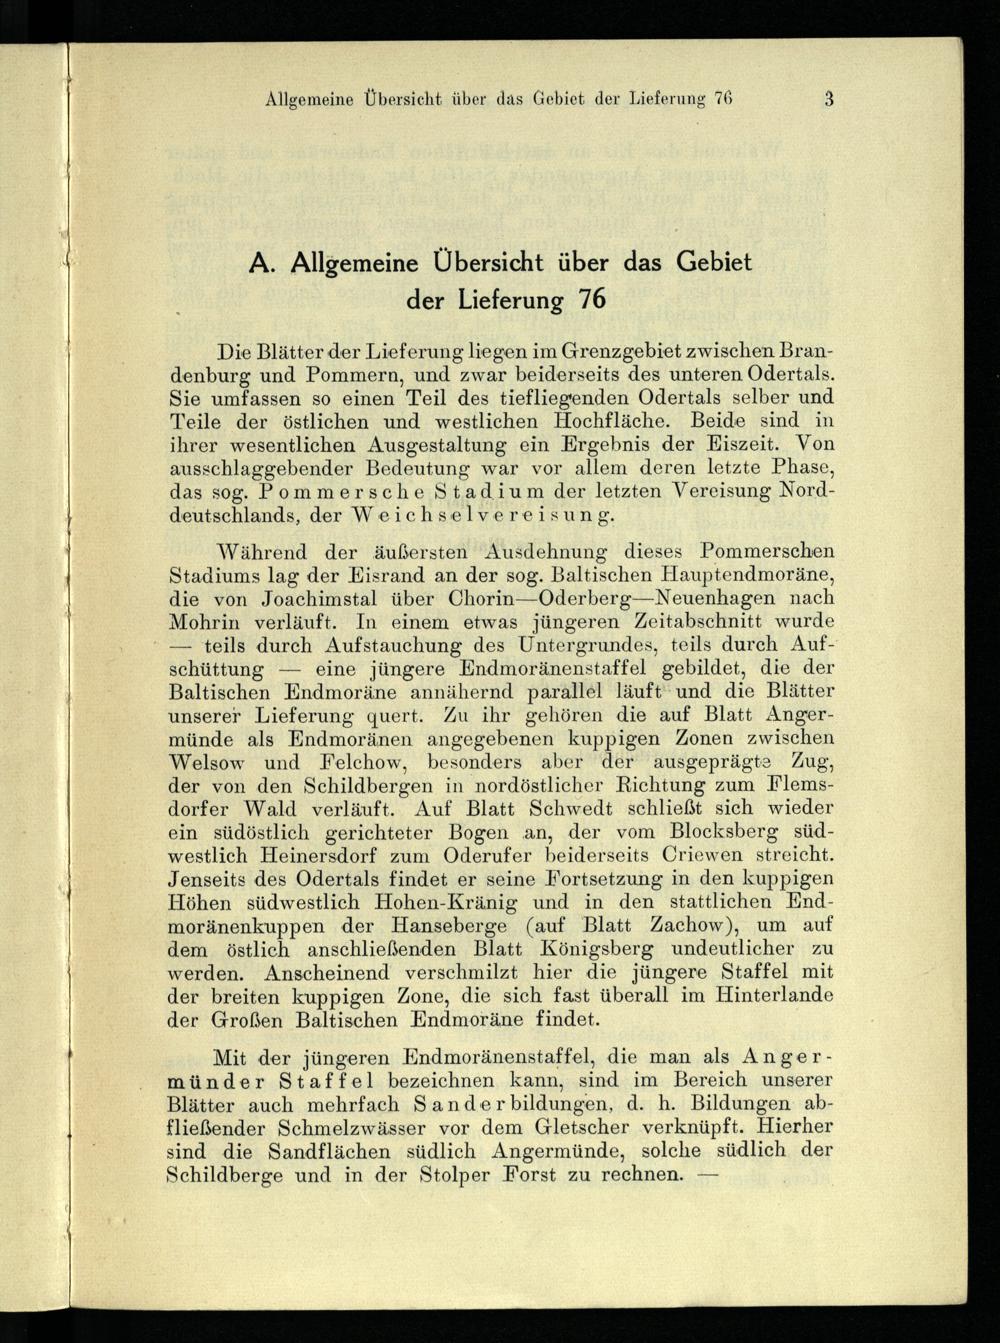 Allgemeine Übersicht über das Gebiet der Lieferung 76 3
A. Allgemeine Übersicht über das Gebiet
der Lieferung 76
Die Blätter der Lieferung liegen im Grenzgebiet zwischen Bran-
denburg und Pommern, und zwar beiderseits des unteren Odertals.
Sie umfassen so einen Teil des tiefliegenden Odertals selber und
Teile der östlichen und westlichen Hochfläche. Beide sind in
ihrer wesentlichen Ausgestaltung ein Ergebnis der Eiszeit. Von
ausschlaggebender Bedeutung war vor allem deren letzte Phase,
das sog. Pommersche Stadium der letzten Vereisung Nord-
deutschlands, der Weichselvereisung.
Während der äußersten Ausdehnung dieses Pommerschen
Stadiums lag der Eisrand an der sog. Baltischen Hauptendmoräne,
die von Joachimstal über Chorin—Oderberg—Neuenhagen nach
Mohrin verläuft. In einem etwas jüngeren Zeitabschnitt wurde
— teils durch Aufstauchung des Untergrundes, teils durch Auf-
schüttung — eine jüngere Endmoränenstaffel gebildet, die der
Baltischen Endmoräne annähernd parallel läuft und die Blätter
unserer Lieferung quert. Zu ihr gehören die auf Blatt Anger-
münde als Endmoränen angegebenen kuppigen Zonen zwischen
Welsow und Felchow, besonders aber der ausgeprägte Zug,
der von den Schildbergen in nordöstlicher Richtung zum Flems-
dorfer Wald verläuft. Auf Blatt Schwedt schließt sich wieder
ein südöstlich gerichteter Bogen an, der vom Blocksberg süd-
westlich Heinersdorf zum Oderufer beiderseits Criewen streicht.
Jenseits des Odertals findet er seine Fortsetzung in den kuppigen
Höhen südwestlich Hohen-Kränig und in den stattlichen End-
moränenkuppen der Hanseberge (auf Blatt Zachow), um auf
dem östlich anschließenden Blatt Königsberg undeutlicher zu
werden. Anscheinend verschmilzt hier die jüngere Staffel mit
der breiten kuppigen Zone, die sich fast überall im Hinterlande
der Großen Baltischen Endmoräne findet.
Mit der jüngeren Endmoränenstaffel, die man als Anger-
münder Staffel bezeichnen kann, sind im Bereich unserer
Blätter auch mehrfach Sanderbildungen, d. h. Bildungen ab-
fließender Schmelzwässer vor dem Gletscher verknüpft. Hierher
sind die Sandflächen südlich Angermünde, solche südlich der
Schildberge und in der Stolper Forst zu rechnen. —